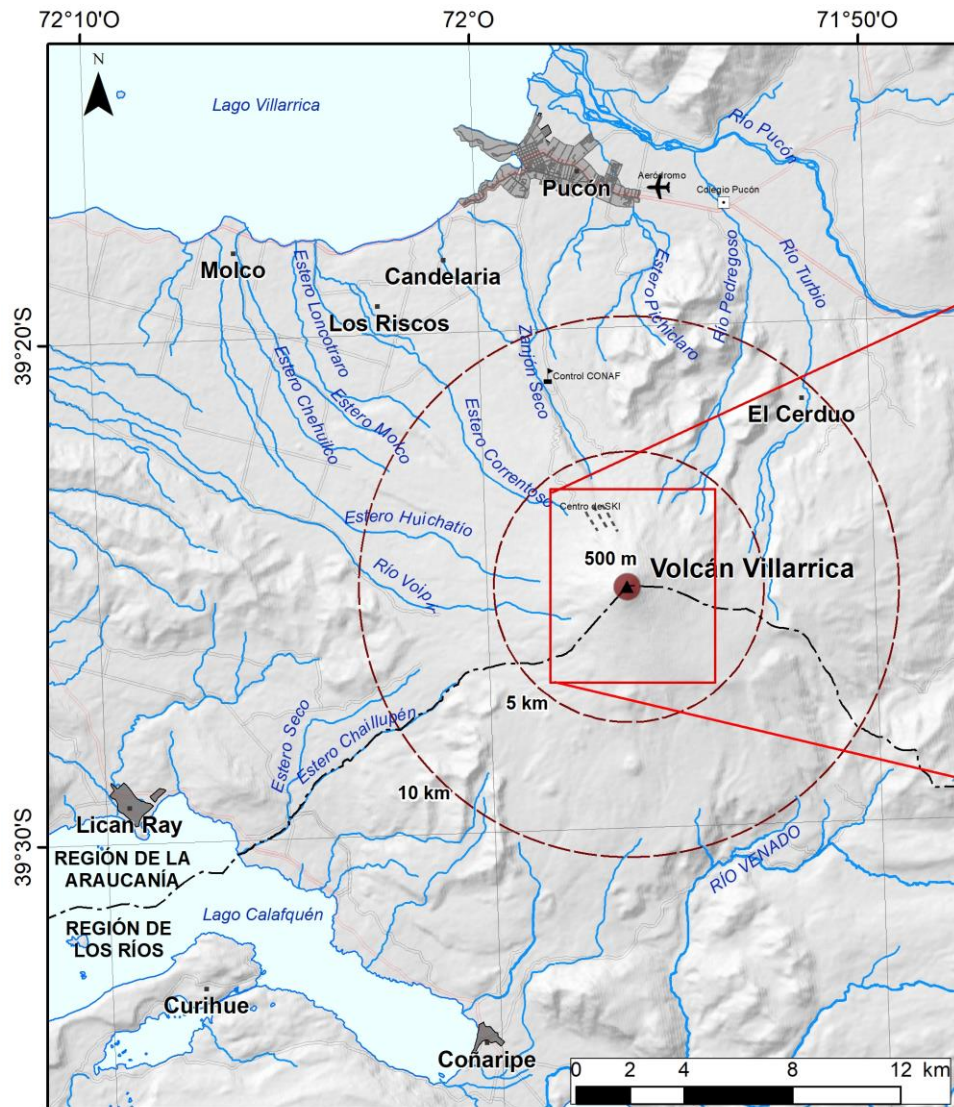 72°10'O
72°O
71°50'O
N
Lago Villarrica
Río Pucón
Pucón
Aeródromo
Colegio Pucón
Molco
Candelaria
Los Riscos
Estero Loncotraro
Zanjón Seco
Estero Pichiclaro
Río Pedregoso
Río Turbio
39°20'S
Control CONAF
El Cerduo
Estero Chehuilco
Estero Molco
Estero Correntoso
Centro de SKI
Estero Huichatío
500 m
Volcán Villarrica
Río Voipir
5 km
Estero Seco
Estero Chaillupén
10 km
Lican Ray
39°30'S
REGIÓN DE LA
ARAUCANÍA
RÍO VENADO
Lago Calafquén
REGIÓN DE
LOS RÍOS
Curihue
Coñaripe
0
4
8
12
km